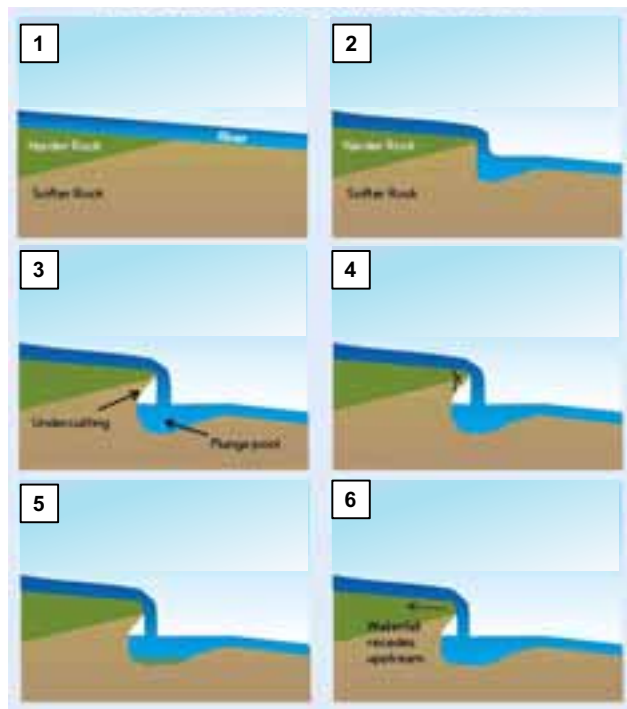 1
2
Harder Rock
River
Softer Rock
Harder Rock
Softer Rock
3
4
Undercutting
Plunge pool
5
6
Waterfall
recedes
upstream